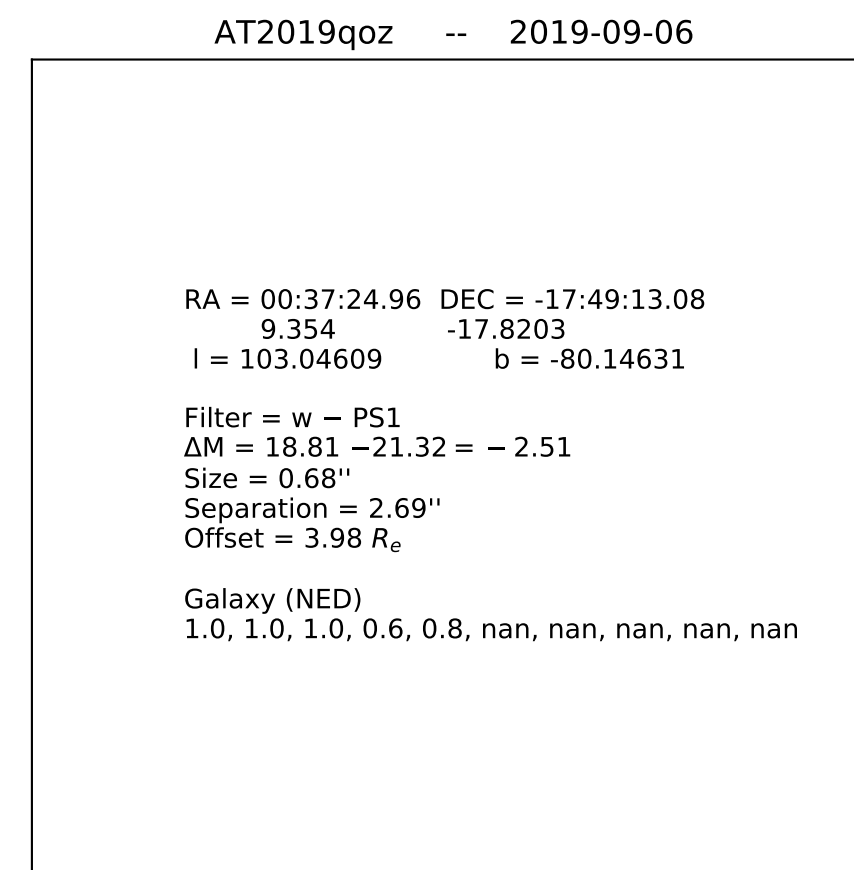 AT2019qoz -- 2019-09-06
RA = 00:37:24.96 DEC = -17:49:13.08
9.354 -17.8203
l = 103.04609 b = -80.14631
Filter = w − PS1
ΔM = 18.81 −21.32 = − 2.51
Size = 0.68''
Separation = 2.69''
Offset = 3.98 Re
Galaxy (NED)
1.0, 1.0, 1.0, 0.6, 0.8, nan, nan, nan, nan, nan